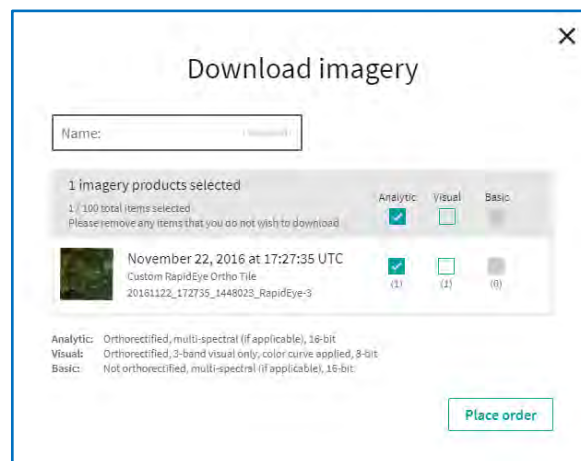 Download imagery
Name:
1 imagery products selected
1 / 100 total items selected
Please remove any items that you do not wish to download
Analytic Visual Basic
November 22, 2016 at 17:27:35 UTC
Custom RapidEye Ortho Tile
20161122_172735_1448023_RapidEye-3
(1) (1) (0)
Analytic: Orthorectified, multi-spectral (if applicable), 16-bit
Visual: Orthorectified, 3-band visual only, color curve applied, 8-bit
Basic: Not orthorectified, multi-spectral (if applicable), 16-bit
Place order